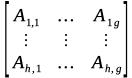 A1,1 … A1g
⋮ ⋮ ⋮
Ah,1 … Ah,g